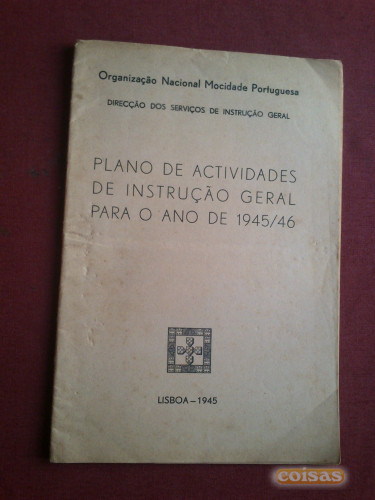 Organização Nacional Mocidade Portuguesa
DIRECÇÃO DOS SERVIÇOS DE INSTRUÇÃO GERAL
PLANO DE ACTIVIDADES
DE INSTRUÇÃO GERAL
PARA O ANO DE 1945/46
LISBOA–1945
coisas